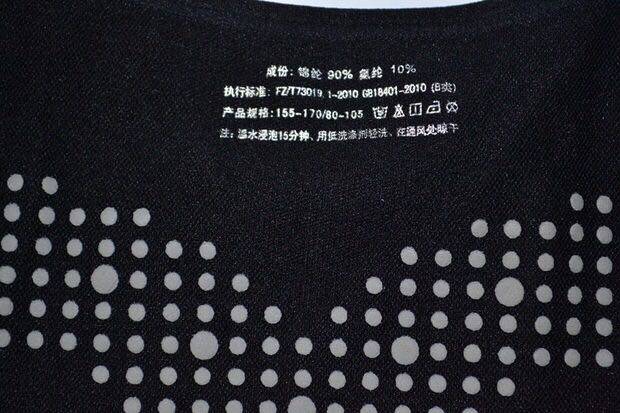 成份: 锦纶 90% 氨纶 10%
执行标准: FZ/T73019.1-2010 GB18401-2010 (B类)
产品规格: 155-170/80-105
注: 温水浸泡15分钟、用低洗涤剂轻洗、在通风处晾干